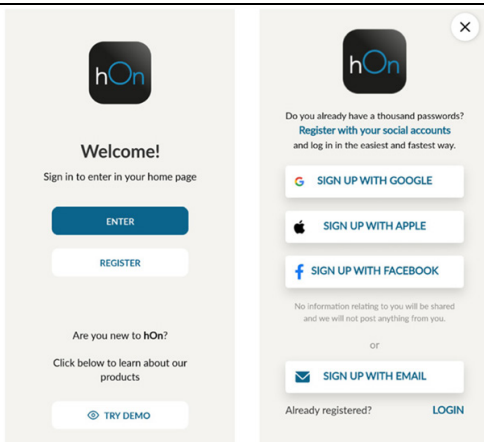 hOn
Welcome!
Sign in to enter in your home page
ENTER
REGISTER
Are you new to hOn?
Click below to learn about our
products
TRY DEMO
hOn
Do you already have a thousand passwords?
Register with your social accounts
and log in in the easiest and fastest way.
SIGN UP WITH GOOGLE
SIGN UP WITH APPLE
SIGN UP WITH FACEBOOK
No information relating to you will be shared
and we will not post anything from you.
or
SIGN UP WITH EMAIL
Already registered? LOGIN